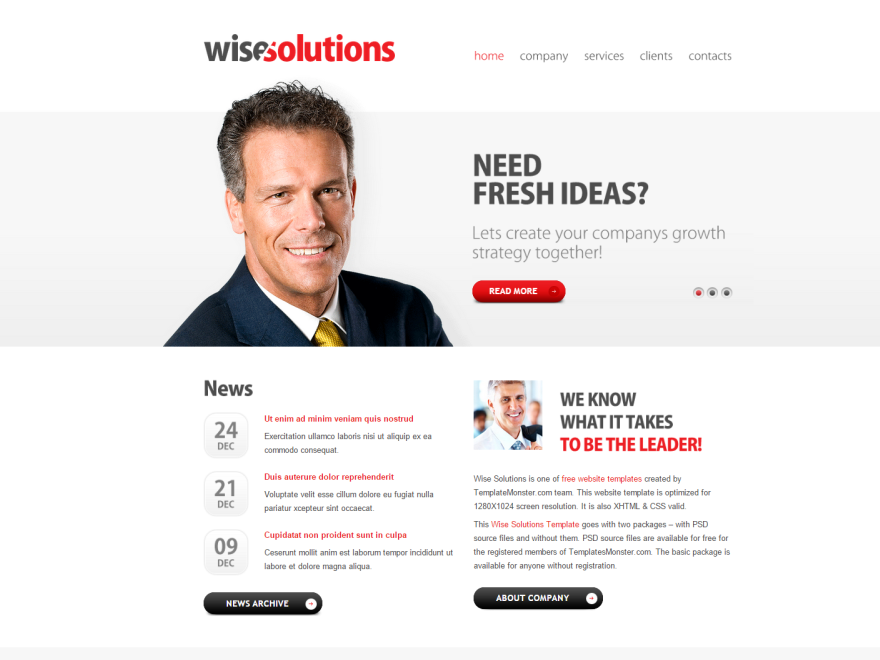 wisesolutions
home company services clients contacts
NEED
FRESH IDEAS?
Lets create your companys growth
strategy together!
READ MORE
News
24
DEC
Ut enim ad minim veniam quis nostrud
Exercitation ullamco laboris nisi ut aliquip ex ea
commodo consequat.
21
DEC
Duis auterure dolor reprehenderit
Voluptate velit esse cillum dolore eu fugiat nulla
pariatur xcepteur sint occaecat.
09
DEC
Cupidatat non proident sunt in culpa
Ceserunt mollit anim est laborum tempor incididunt ut
labore et dolore magna aliqua.
NEWS ARCHIVE
WE KNOW
WHAT IT TAKES
TO BE THE LEADER!
Wise Solutions is one of free website templates created by
TemplateMonster.com team. This website template is optimized for
1280X1024 screen resolution. It is also XHTML & CSS valid.
This Wise Solutions Template goes with two packages – with PSD
source files and without them. PSD source files are available for free for
the registered members of TemplatesMonster.com. The basic package is
available for anyone without registration.
ABOUT COMPANY